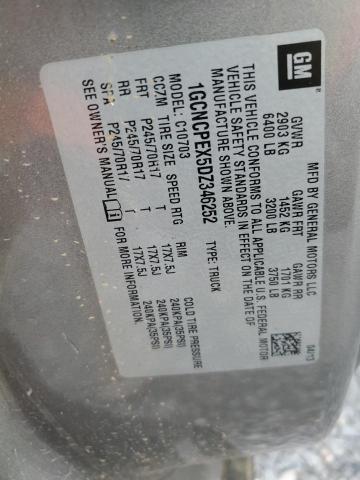 GM
MFD BY GENERAL MOTORS LLC
04/13
GVWR GAWR FRT GAWR RR
2903 KG 1452 KG 1701 KG
6400 LB 3200 LB 3750 LB
THIS VEHICLE CONFORMS TO ALL APPLICABLE U.S. FEDERAL MOTOR
VEHICLE SAFETY STANDARDS IN EFFECT ON THE DATE OF
MANUFACTURE SHOWN ABOVE.
1GCNCPEX5DZ346252 TYPE: TRUCK
MODEL: C10703
CC7M TIRE SIZE SPEED RTG RIM COLD TIRE PRESSURE
FRT P245/70R17 T 17X7.5J 240KPA(35PSI)
RR P245/70R17 T 17X7.5J 240KPA(35PSI)
SPA P245/70R17 T 17X7.5J 240KPA(35PSI)
SEE OWNER'S MANUAL FOR MORE INFORMATION.